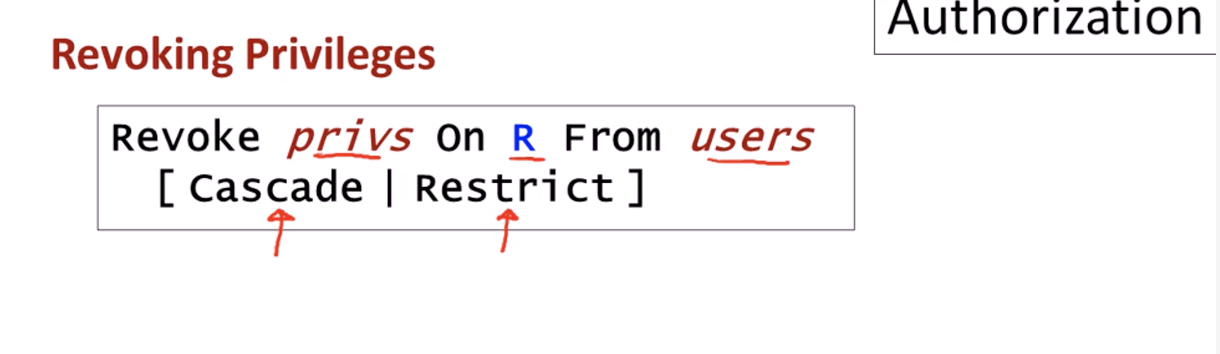 Authorization
Revoking Privileges
Revoke privs On R From users
[ Cascade | Restrict ]